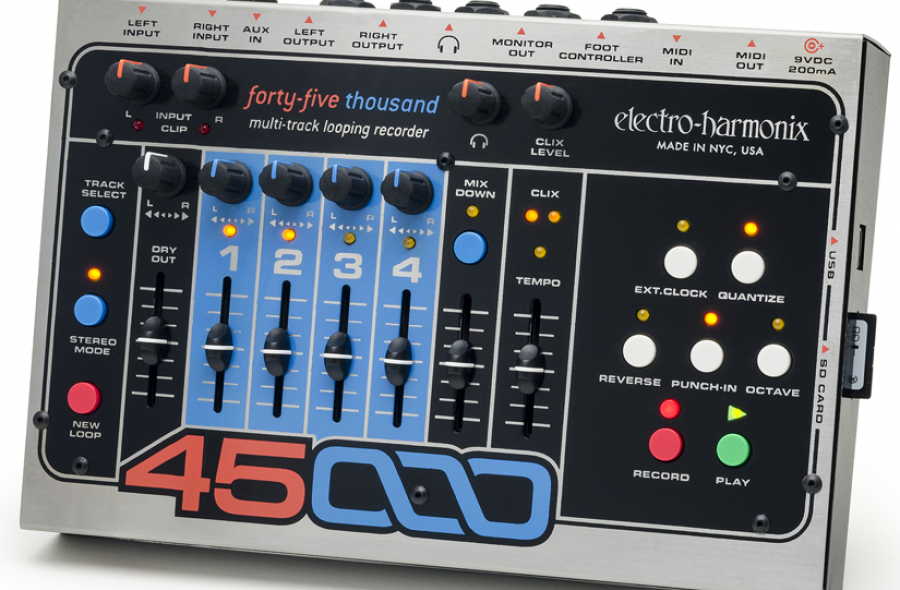 LEFT
INPUT
RIGHT
INPUT
AUX
IN
LEFT
OUTPUT
RIGHT
OUTPUT
MONITOR
OUT
FOOT
CONTROLLER
MIDI
IN
MIDI
OUT
9VDC
200mA
L INPUT R
CLIP
forty-five thousand
multi-track looping recorder
CLIX
LEVEL
electro-harmonix
MADE IN NYC, USA
TRACK
SELECT
STEREO
MODE
NEW
LOOP
L R
DRY
OUT
L R
1
L R
2
L R
3
L R
4
MIX
DOWN
CLIX
TEMPO
EXT.CLOCK
QUANTIZE
REVERSE
PUNCH-IN
OCTAVE
RECORD
PLAY
USB
SD CARD
45000